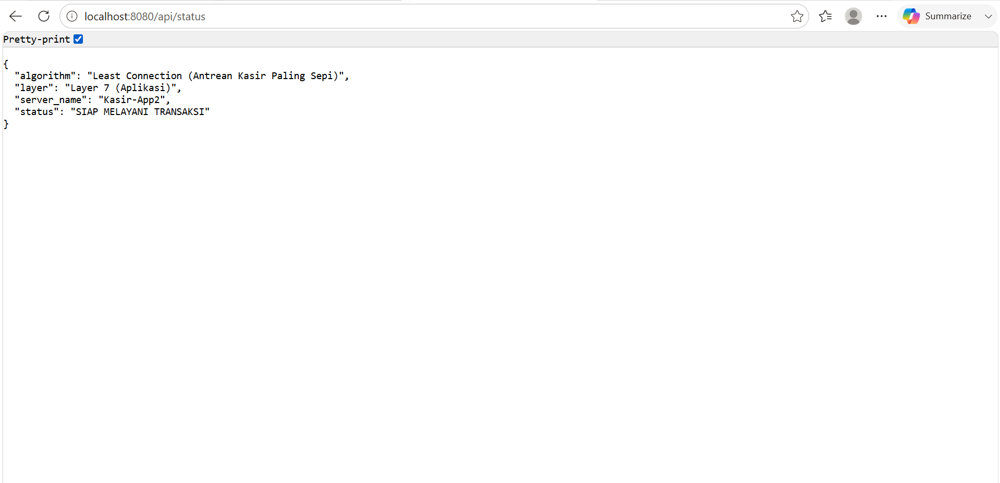 localhost:8080/api/status
Summarize
Pretty-print
{
"algorithm": "Least Connection (Antrean Kasir Paling Sepi)",
"layer": "Layer 7 (Aplikasi)",
"server_name": "Kasir-App2",
"status": "SIAP MELAYANI TRANSAKSI"
}